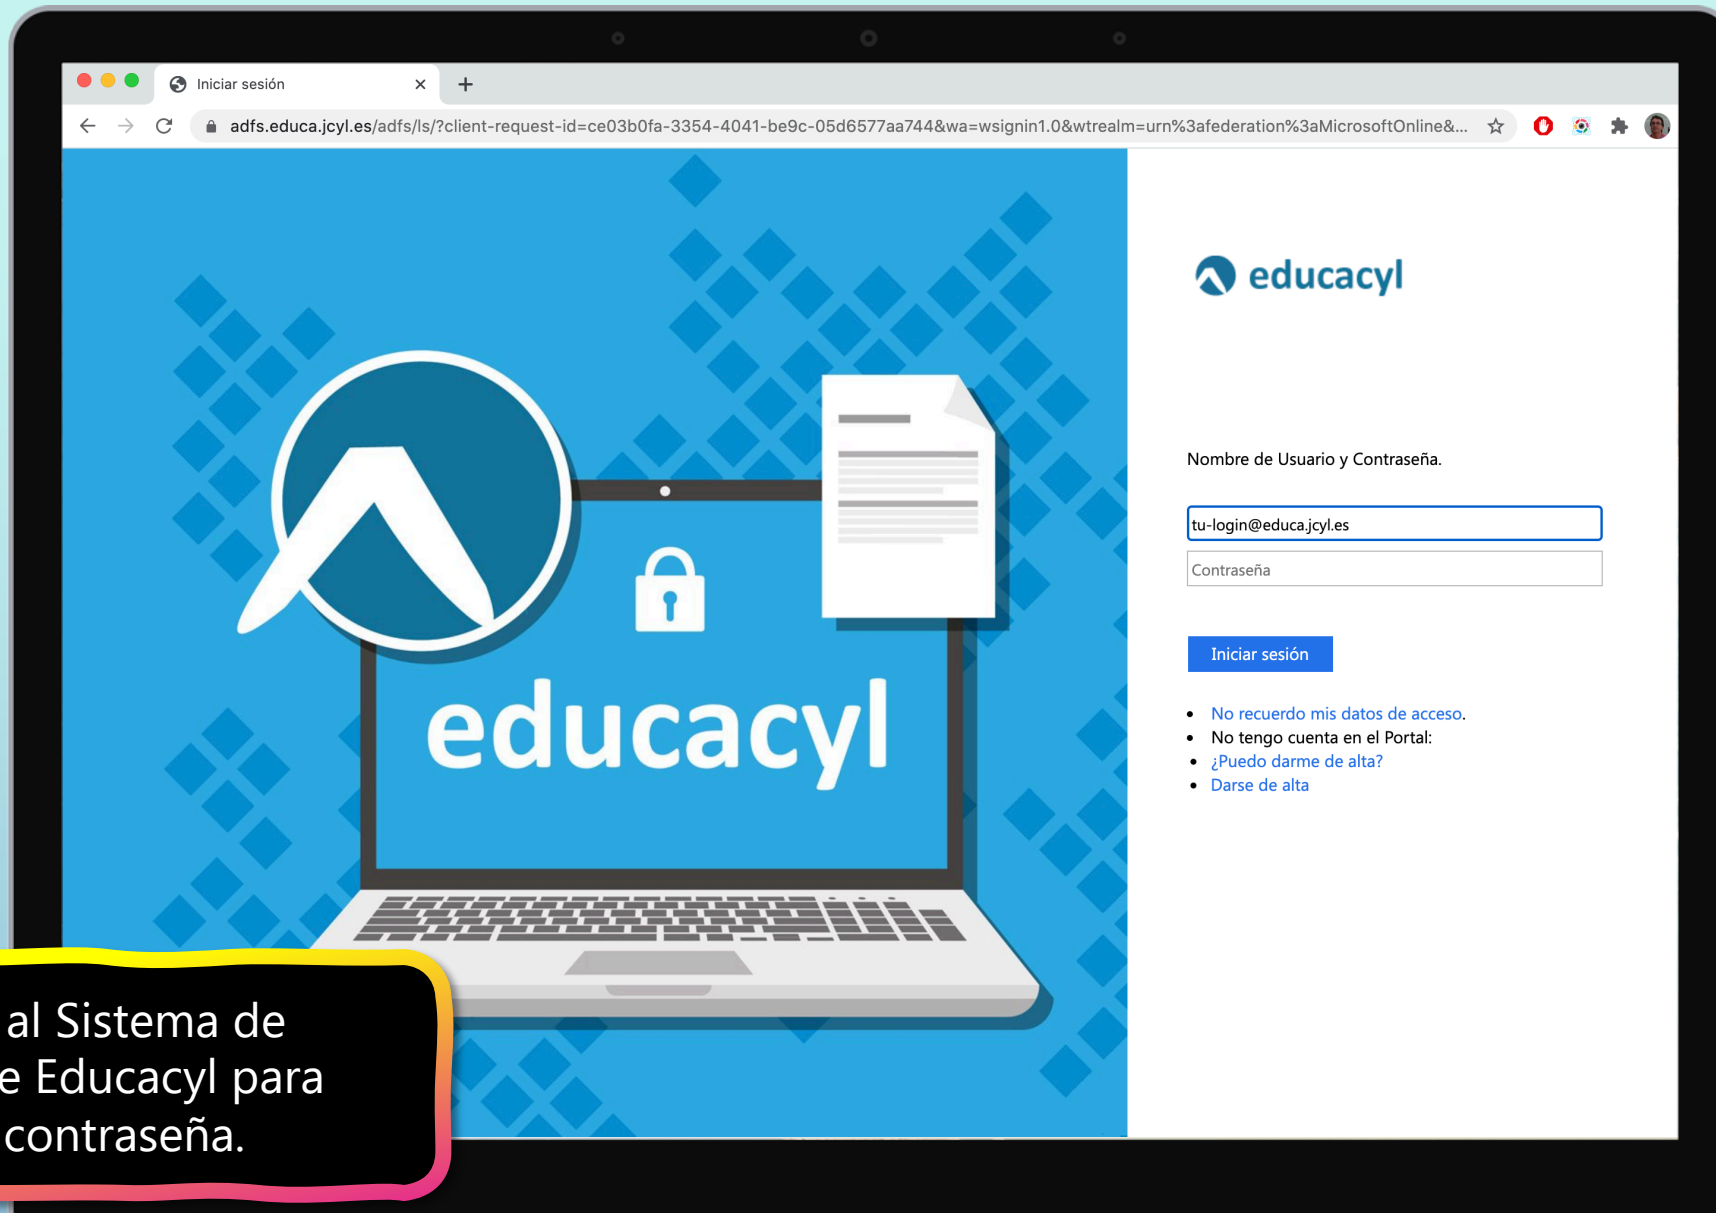 Iniciar sesión
adfs.educa.jcyl.es/adfs/ls/?client-request-id=ce03b0fa-3354-4041-be9c-05d6577aa744&wa=wsignin1.0&wtrealm=urn%3afederation%3aMicrosoftOnline&...
educacyl
educacyl
Nombre de Usuario y Contraseña.
tu-login@educa.jcyl.es
Contraseña
Iniciar sesión
No recuerdo mis datos de acceso.
No tengo cuenta en el Portal:
¿Puedo darme de alta?
Darse de alta
al Sistema de
e Educacyl para
contraseña.